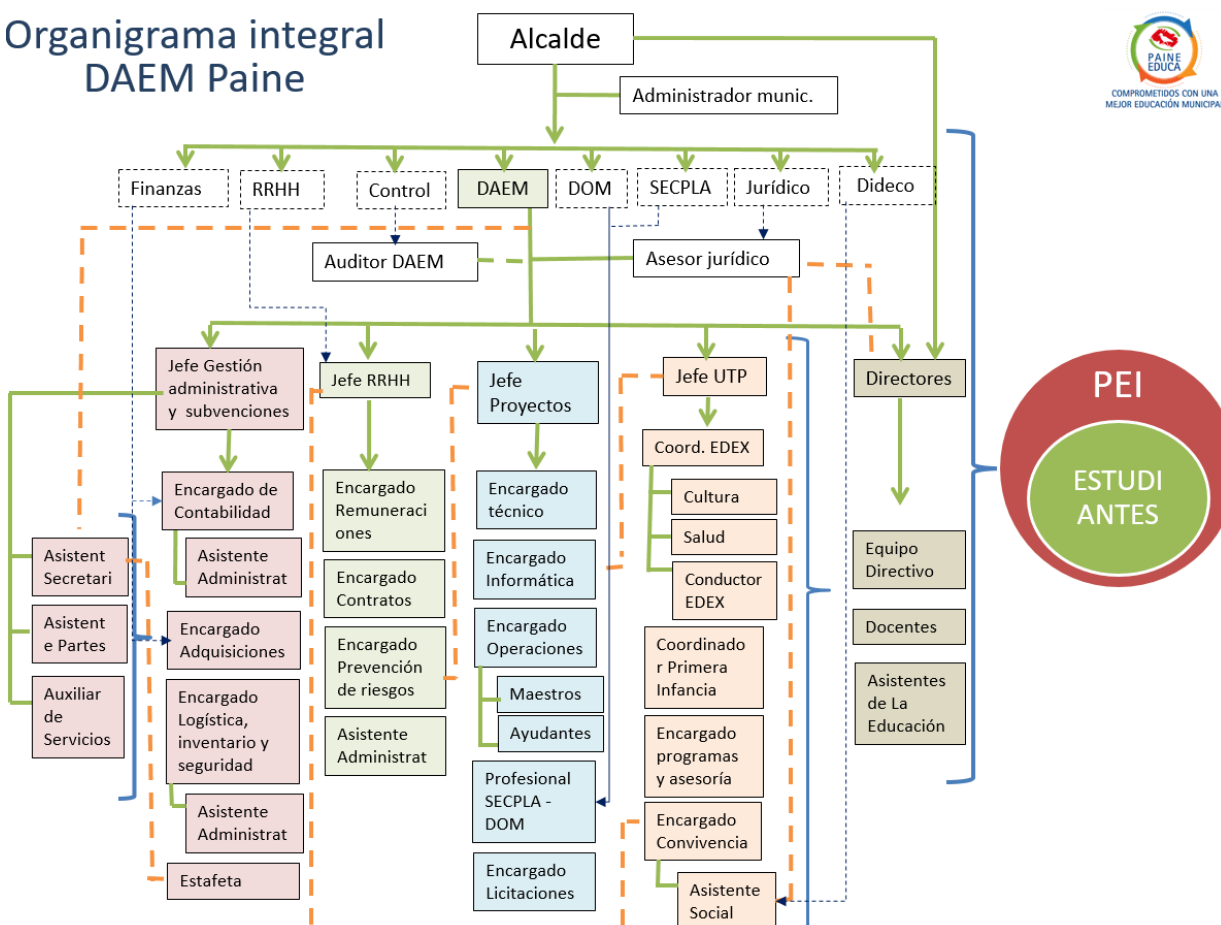 Organigrama integral
DAEM Paine
Alcalde
Administrador munic.
PAINE
EDUCA
COMPROMETIDOS CON UNA
MEJOR EDUCACIÓN MUNICIPA
Finanzas
RRHH
Control
DAEM
DOM
SECPLA
Jurídico
Dideco
Auditor DAEM
Asesor jurídico
Jefe Gestión
administrativa
y subvenciones
Jefe RRHH
Jefe
Proyectos
Jefe UTP
Directores
Encargado de
Contabilidad
Asistente
Administrat
Asistent
Secretari
Asistent
e Partes
Auxiliar
de
Servicios
Encargado
Adquisiciones
Encargado
Logística,
inventario y
seguridad
Asistente
Administrat
Estafeta
Encargado
Remuneraci
ones
Encargado
Contratos
Encargado
Prevención
de riesgos
Asistente
Administrat
Encargado
técnico
Encargado
Informática
Encargado
Operaciones
Maestros
Ayudantes
Profesional
SECPLA -
DOM
Encargado
Licitaciones
Coord. EDEX
Cultura
Salud
Conductor
EDEX
Coordinado
r Primera
Infancia
Encargado
programas
y asesoría
Encargado
Convivencia
Asistente
Social
Equipo
Directivo
Docentes
Asistentes
de La
Educación
PEI
ESTUDI
ANTES